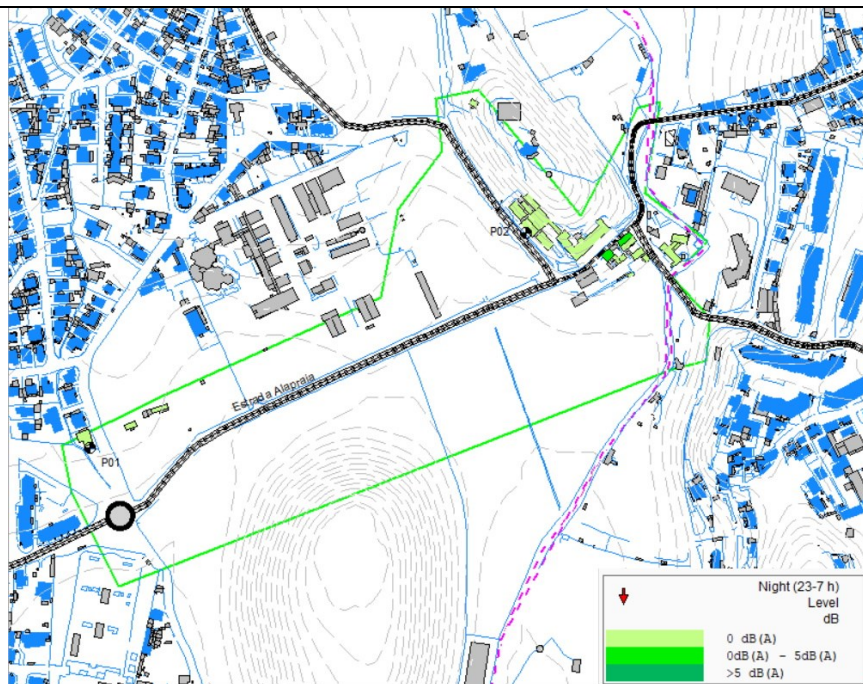 P02
Estrada Alapraia
P01
Night (23-7 h)
Level
dB
0 dB(A)
0dB(A) - 5dB(A)
>5 dB(A)